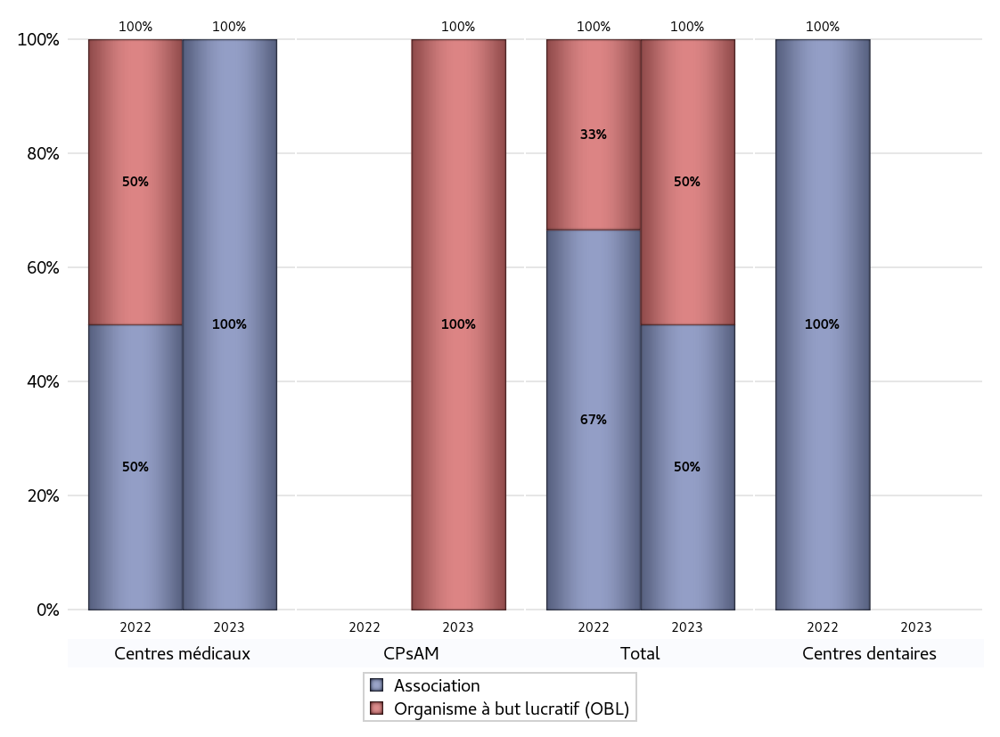 100% 100% 100% 100% 100% 100%
100%
33%
80%
50% 50%
60%
100% 100% 100%
40%
67%
50% 50%
20%
0%
2022 2023 2022 2023 2022 2023 2022 2023
Centres médicaux CPsAM Total Centres dentaires
Association
Organisme à but lucratif (OBL)